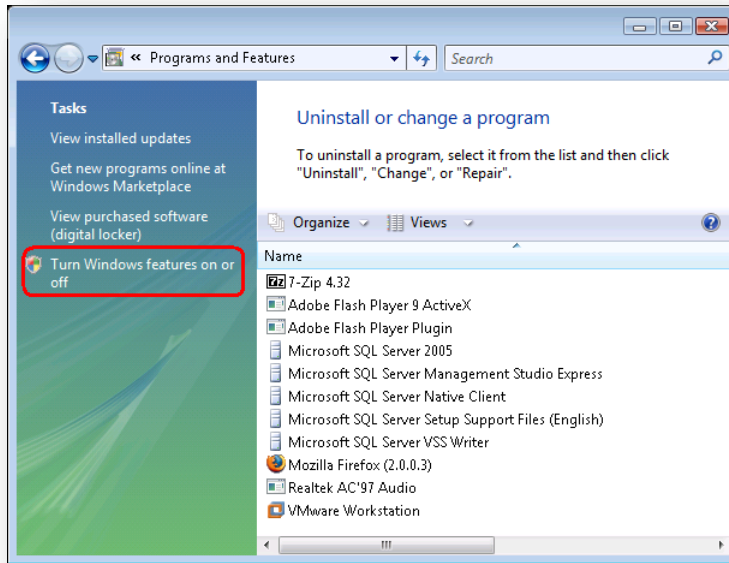 « Programs and Features
Search
Tasks
View installed updates
Get new programs online at
Windows Marketplace
View purchased software
(digital locker)
Turn Windows features on or
off
Uninstall or change a program
To uninstall a program, select it from the list and then click
"Uninstall", "Change", or "Repair".
Organize
Views
Name
7z 7-Zip 4.32
Adobe Flash Player 9 ActiveX
Adobe Flash Player Plugin
Microsoft SQL Server 2005
Microsoft SQL Server Management Studio Express
Microsoft SQL Server Native Client
Microsoft SQL Server Setup Support Files (English)
Microsoft SQL Server VSS Writer
Mozilla Firefox (2.0.0.3)
Realtek AC'97 Audio
VMware Workstation